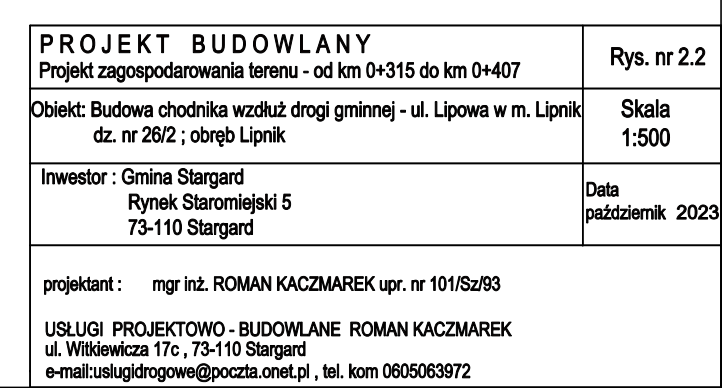 PROJEKT BUDOWLANY
Projekt zagospodarowania terenu - od km 0+315 do km 0+407
Rys. nr 2.2
Obiekt: Budowa chodnika wzdłuż drogi gminnej - ul. Lipowa w m. Lipnik
dz. nr 26/2 ; obręb Lipnik
Skala
1:500
Inwestor : Gmina Stargard
Rynek Staromiejski 5
73-110 Stargard
Data
październik 2023
projektant : mgr inż. ROMAN KACZMAREK upr. nr 101/Sz/93
USŁUGI PROJEKTOWO - BUDOWLANE ROMAN KACZMAREK
ul. Witkiewicza 17c , 73-110 Stargard
e-mail:uslugidrogowe@poczta.onet.pl , tel. kom 0605063972